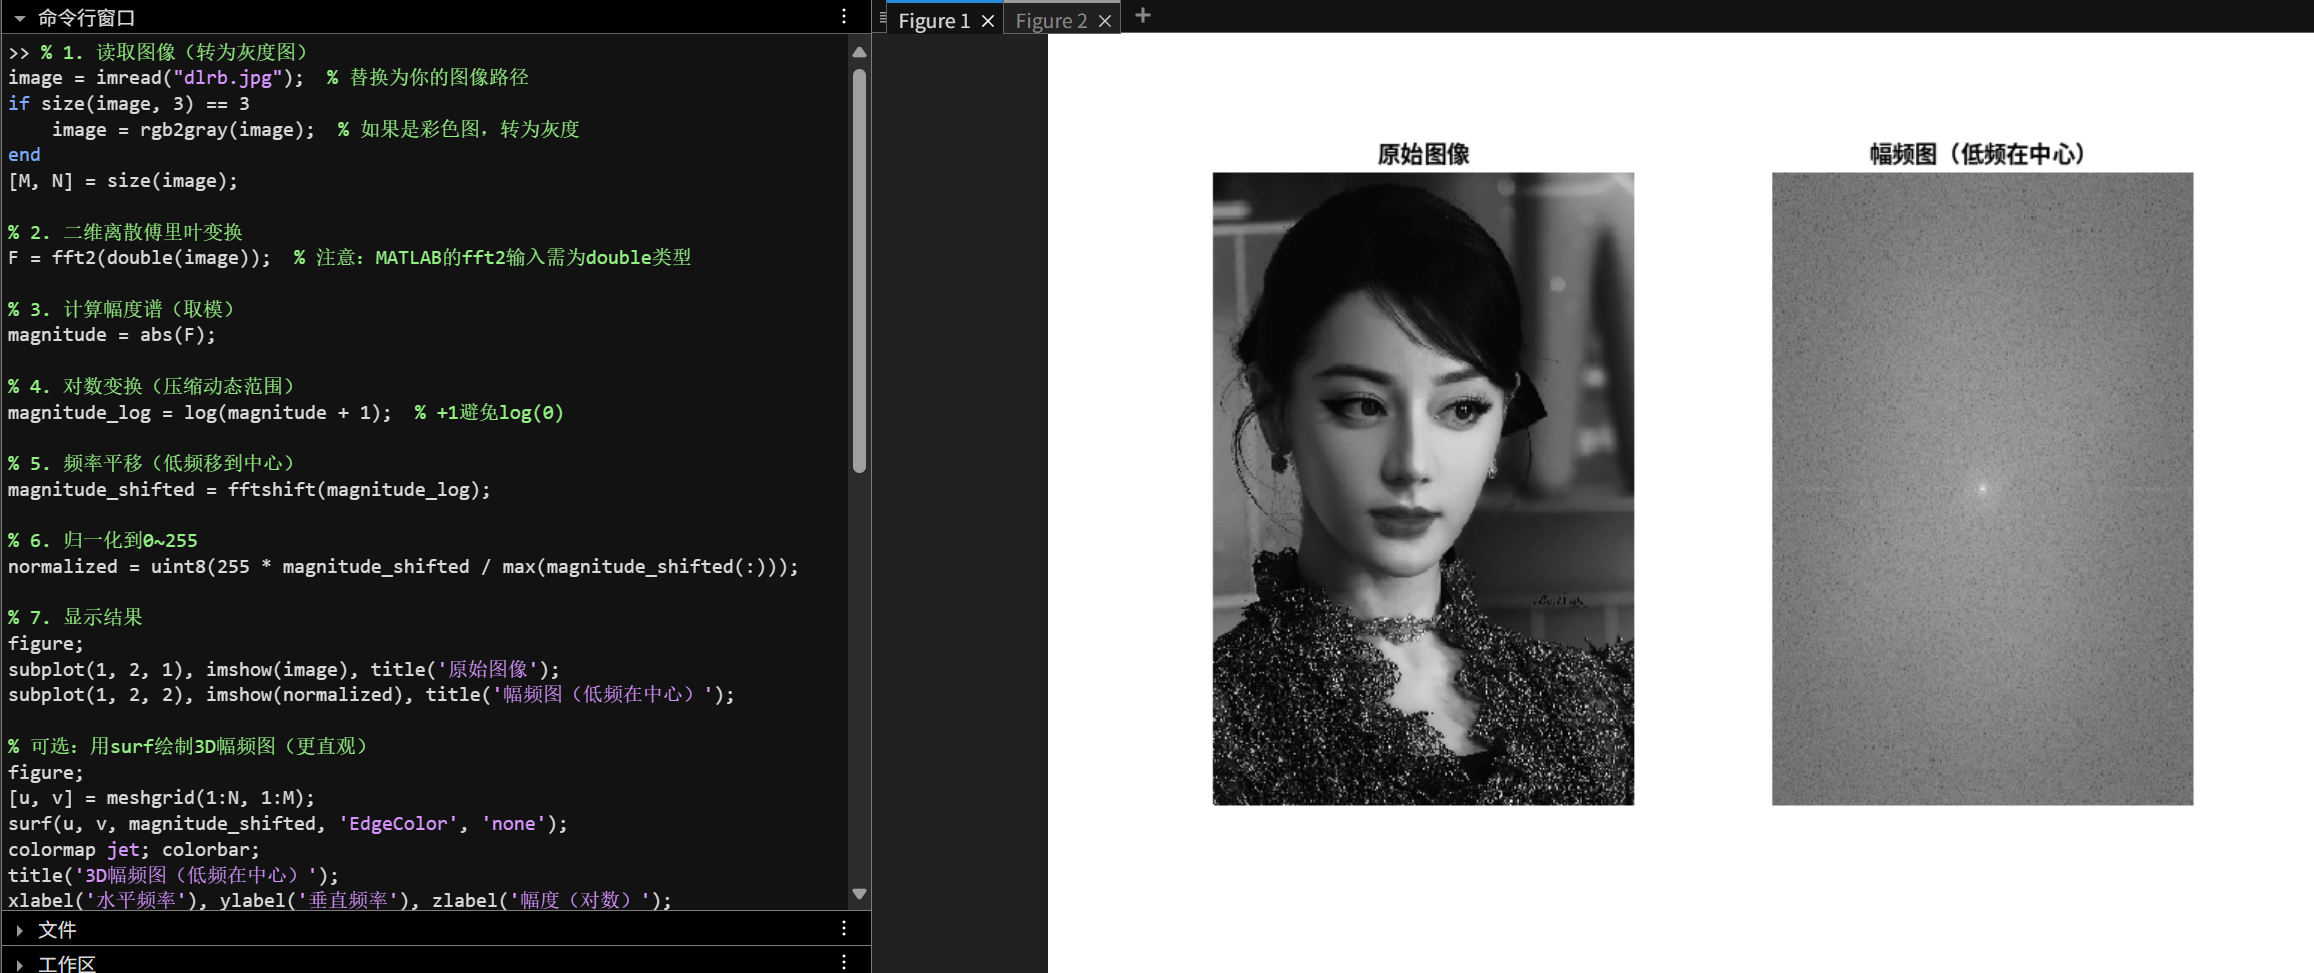 命令行窗口
>> % 1. 读取图像（转为灰度图）
image = imread("dlrb.jpg");  % 替换为你的图像路径
if size(image, 3) == 3
    image = rgb2gray(image);  % 如果是彩色图，转为灰度
end
[M, N] = size(image);
% 2. 二维离散傅里叶变换
F = fft2(double(image));  % 注意：MATLAB的fft2输入需为double类型
% 3. 计算幅度谱（取模）
magnitude = abs(F);
% 4. 对数变换（压缩动态范围）
magnitude_log = log(magnitude + 1);  % +1避免log(0)
% 5. 频率平移（低频移到中心）
magnitude_shifted = fftshift(magnitude_log);
% 6. 归一化到0~255
normalized = uint8(255 * magnitude_shifted / max(magnitude_shifted(:)));
% 7. 显示结果
figure;
subplot(1, 2, 1), imshow(image), title('原始图像');
subplot(1, 2, 2), imshow(normalized), title('幅频图（低频在中心）');
% 可选：用surf绘制3D幅频图（更直观）
figure;
[u, v] = meshgrid(1:N, 1:M);
surf(u, v, magnitude_shifted, 'EdgeColor', 'none');
colormap jet; colorbar;
title('3D幅频图（低频在中心）');
xlabel('水平频率'), ylabel('垂直频率'), zlabel('幅度（对数）');
文件
工作区
Figure 1
Figure 2
原始图像
幅频图（低频在中心）